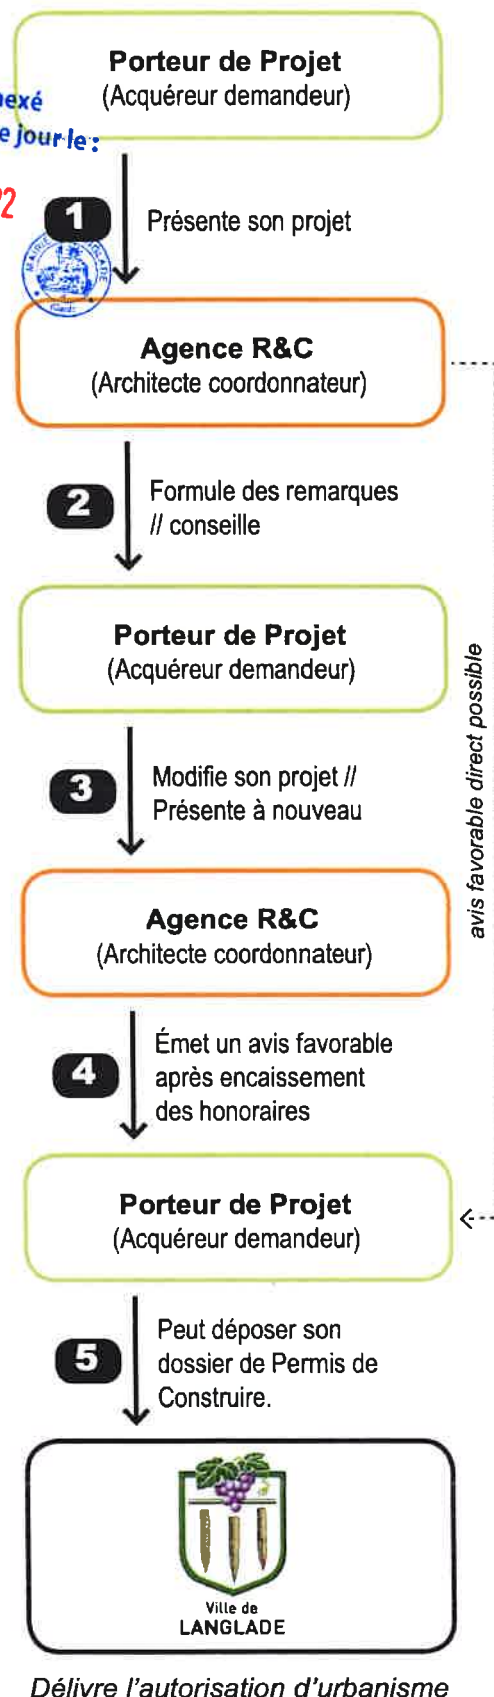 Porteur de Projet
(Acquéreur demandeur)
e jour le :
1
Présente son projet
MAIRIE
Agence R&C
(Architecte coordonnateur)
2
Formule des remarques
// conseille
Porteur de Projet
(Acquéreur demandeur)
avis favorable direct possible
3
Modifie son projet //
Présente à nouveau
Agence R&C
(Architecte coordonnateur)
4
Émet un avis favorable
après encaissement
des honoraires
Porteur de Projet
(Acquéreur demandeur)
5
Peut déposer son
dossier de Permis de
Construire.
Ville de
LANGLADE
Délivre l'autorisation d'urbanisme